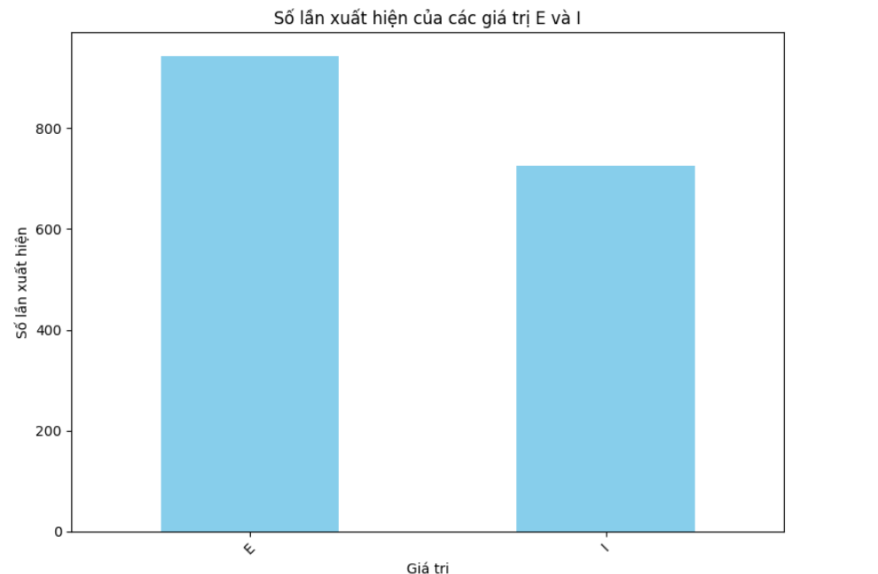 Số lần xuất hiện của các giá trị E và I
Số lần xuất hiện
800
600
400
200
0
E
I
Giá trị